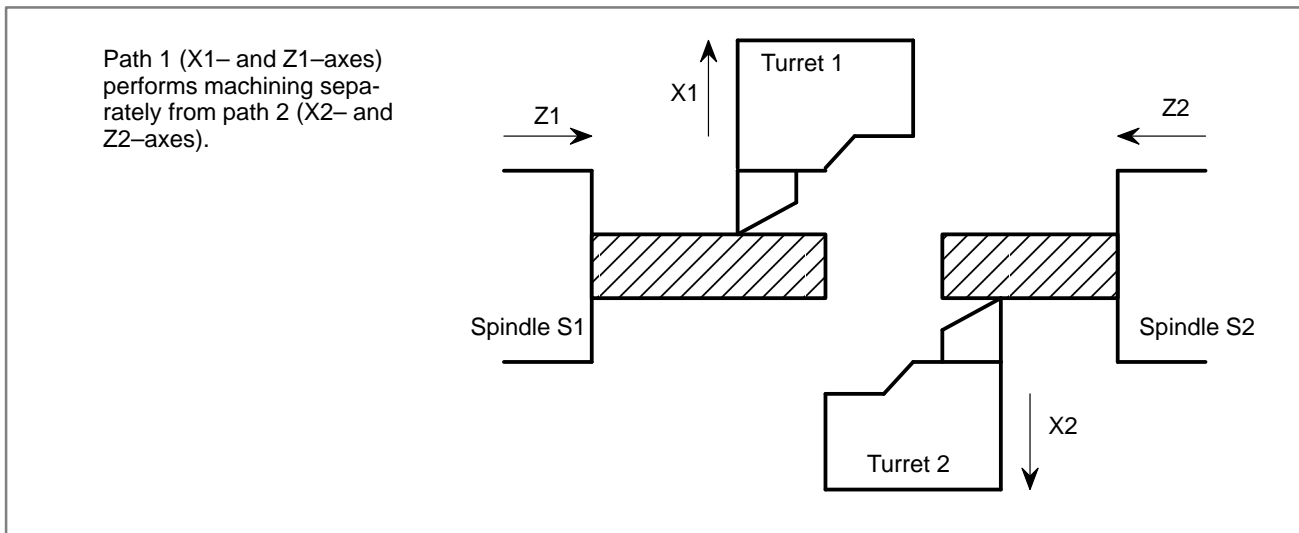 Path 1 (X1– and Z1–axes)
performs machining sepa-
rately from path 2 (X2– and
Z2–axes).
Turret 1
X1
Z1
Z2
Spindle S1
Spindle S2
X2
Turret 2